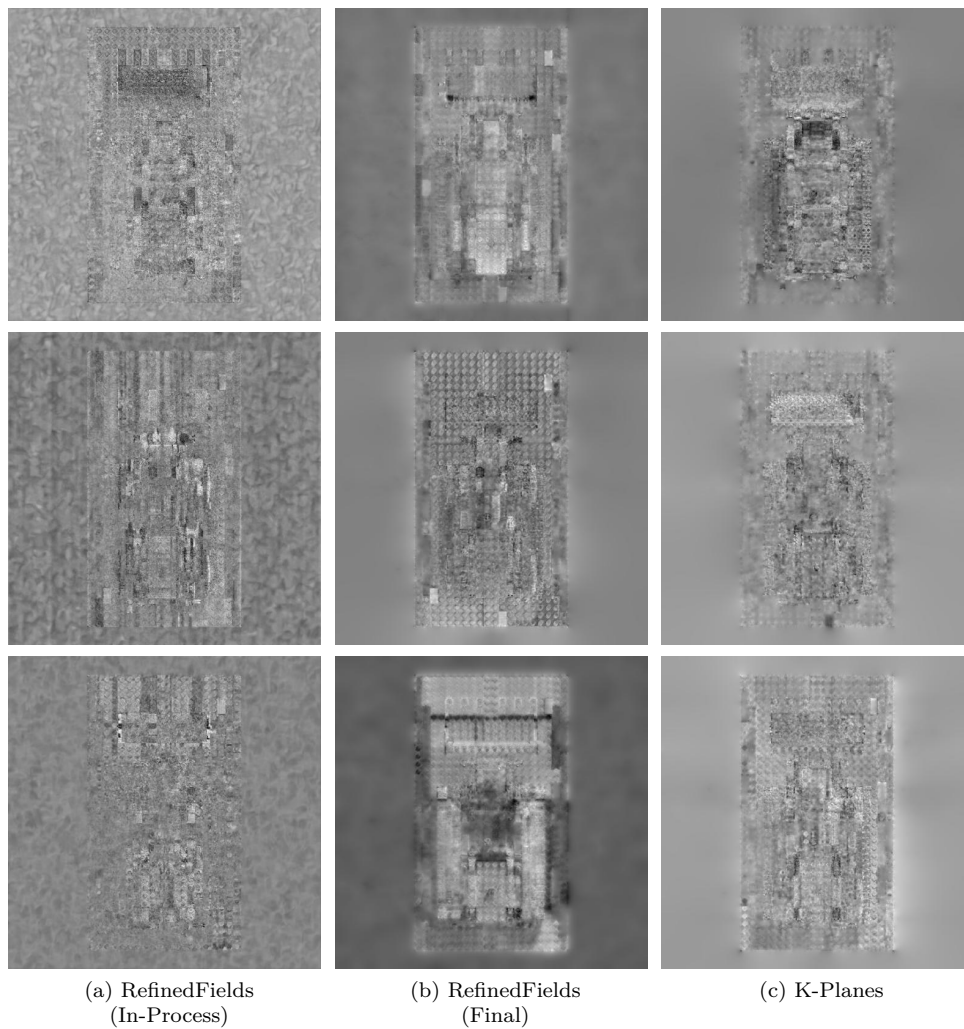 (a) RefinedFields
(In-Process)
(b) RefinedFields
(Final)
(c) K-Planes